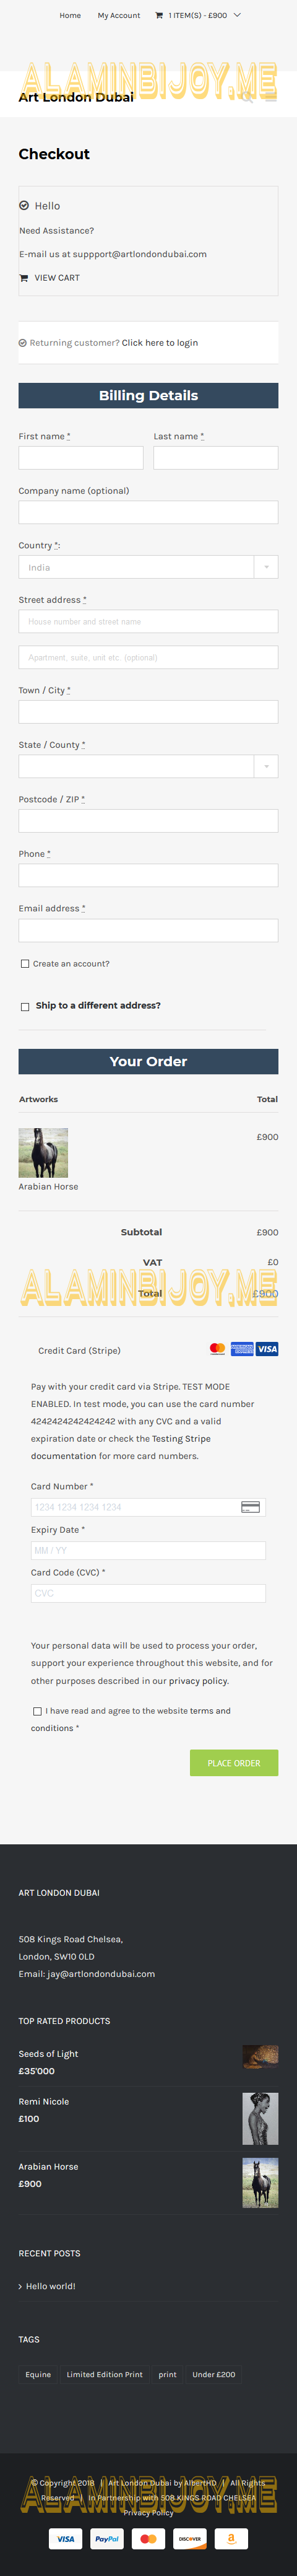 Home My Account 1 ITEM(S) - £900
ALAMINBIJOY.ME
Art London Dubai
Checkout
Hello
Need Assistance?
E-mail us at suppport@artlondondubai.com
VIEW CART
Returning customer? Click here to login
Billing Details
First name * Last name *
Company name (optional)
Country *:
India
Street address *
House number and street name
Apartment, suite, unit etc. (optional)
Town / City *
State / County *
Postcode / ZIP *
Phone *
Email address *
Create an account?
Ship to a different address?
Your Order
Artworks Total
£900
Arabian Horse
Subtotal £900
VAT £0
ALAMINBIJOY.ME
Total £900
Credit Card (Stripe) VISA
Pay with your credit card via Stripe. TEST MODE
ENABLED. In test mode, you can use the card number
4242424242424242 with any CVC and a valid
expiration date or check the Testing Stripe
documentation for more card numbers.
Card Number *
1234 1234 1234 1234
Expiry Date *
MM / YY
Card Code (CVC) *
CVC
Your personal data will be used to process your order,
support your experience throughout this website, and for
other purposes described in our privacy policy.
I have read and agree to the website terms and
conditions *
PLACE ORDER
ART LONDON DUBAI
508 Kings Road Chelsea,
London, SW10 0LD
Email: jay@artlondondubai.com
TOP RATED PRODUCTS
Seeds of Light
£35'000
Remi Nicole
£100
Arabian Horse
£900
RECENT POSTS
Hello world!
TAGS
Equine Limited Edition Print print Under £200
ALAMINBIJOY.ME
© Copyright 2018 | Art London Dubai by AlbertHD | All Rights
Reserved | In Partnership with 508 KINGS ROAD CHELSEA
Privacy Policy
VISA PayPal DISCOVER a